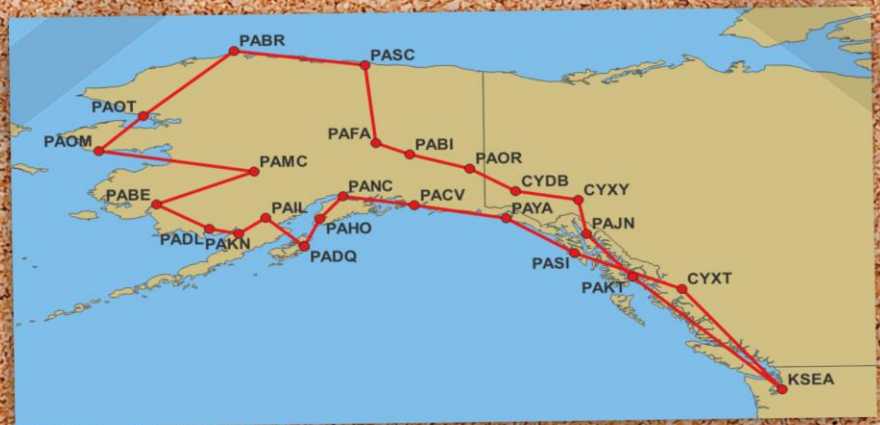 PABR
PASC
PAOT
PAFA
PABI
PAOM
PAMC
PAOR
CYDB
CYXY
PABE
PAIL
PANC
PACV
PAYA
PADL
PAKN
PAHO
PAJN
PADQ
PASI
PAKT
CYXT
KSEA